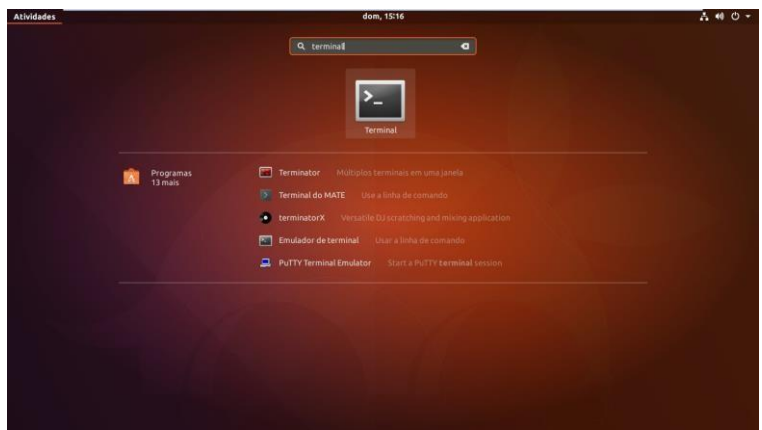 Atividades
dom, 15:16
terminal
Terminal
Programas
13 mais
Terminator Múltiplos terminais em uma janela
Terminal do MATE Use a linha de comando
terminatorX Versatile DJ scratching and mixing application
Emulador de terminal Usar a linha de comando
PuTTY Terminal Emulator Start a PuTTY terminal session